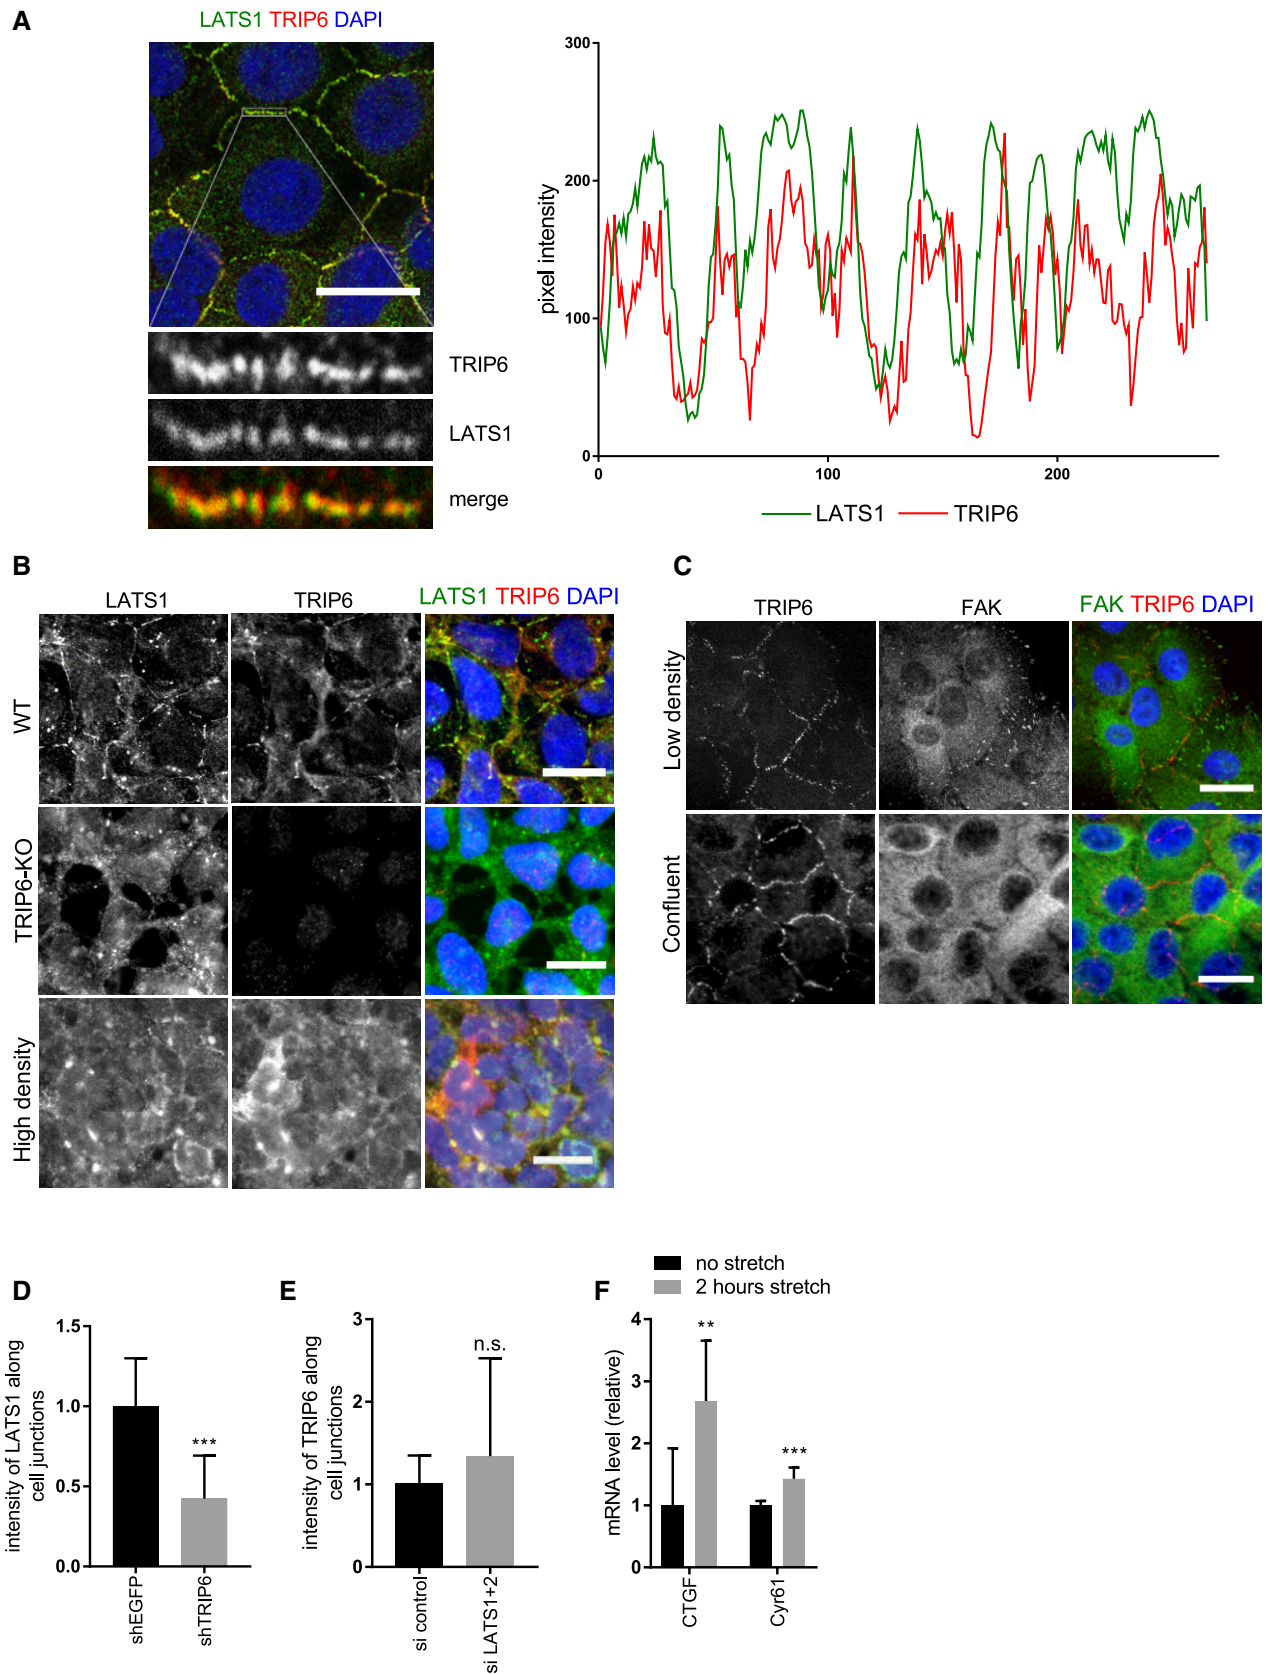 A
LATS1 TRIP6 DAPI
TRIP6
LATS1
merge
300
200
100
0
pixel intensity
0 100 200
LATS1 TRIP6
B
LATS1 TRIP6 LATS1 TRIP6 DAPI
WT
TRIP6-KO
High density
C
TRIP6 FAK FAK TRIP6 DAPI
Low density
Confluent
D
intensity of LATS1 along
cell junctions
1.5
1.0
0.5
0.0
***
shEGFP shTRIP6
E
intensity of TRIP6 along
cell junctions
3
2
1
0
n.s.
si control si LATS1+2
F
no stretch
2 hours stretch
mRNA level (relative)
4
3
2
1
0
**
***
CTGF Cyr61